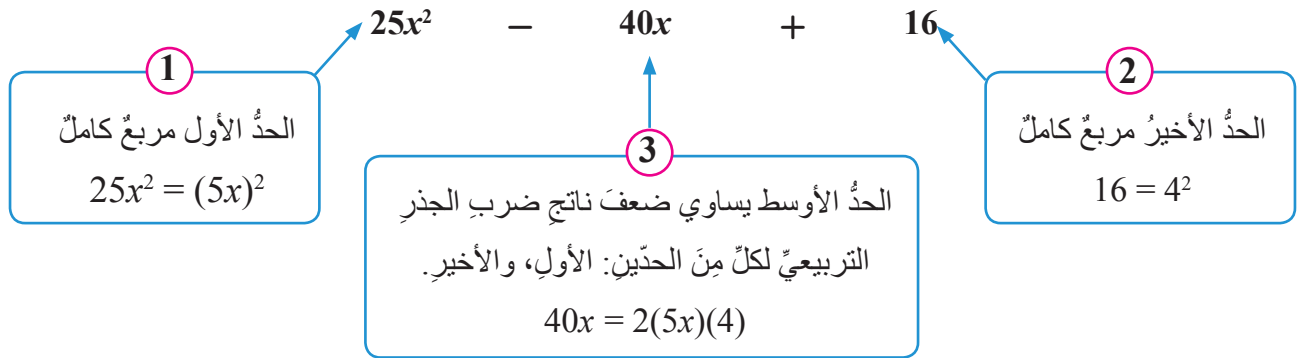 25x² − 40x + 16
1
الحدُّ الأول مربعٌ كاملٌ
25x² = (5x)²
2
الحدُّ الأخيرُ مربعٌ كاملٌ
16 = 4²
3
الحدُّ الأوسط يساوي ضعفَ ناتجِ ضربِ الجذرِ
التربيعيِّ لكلِّ مِنَ الحدّينِ: الأولِ، والأخيرِ.
40x = 2(5x)(4)